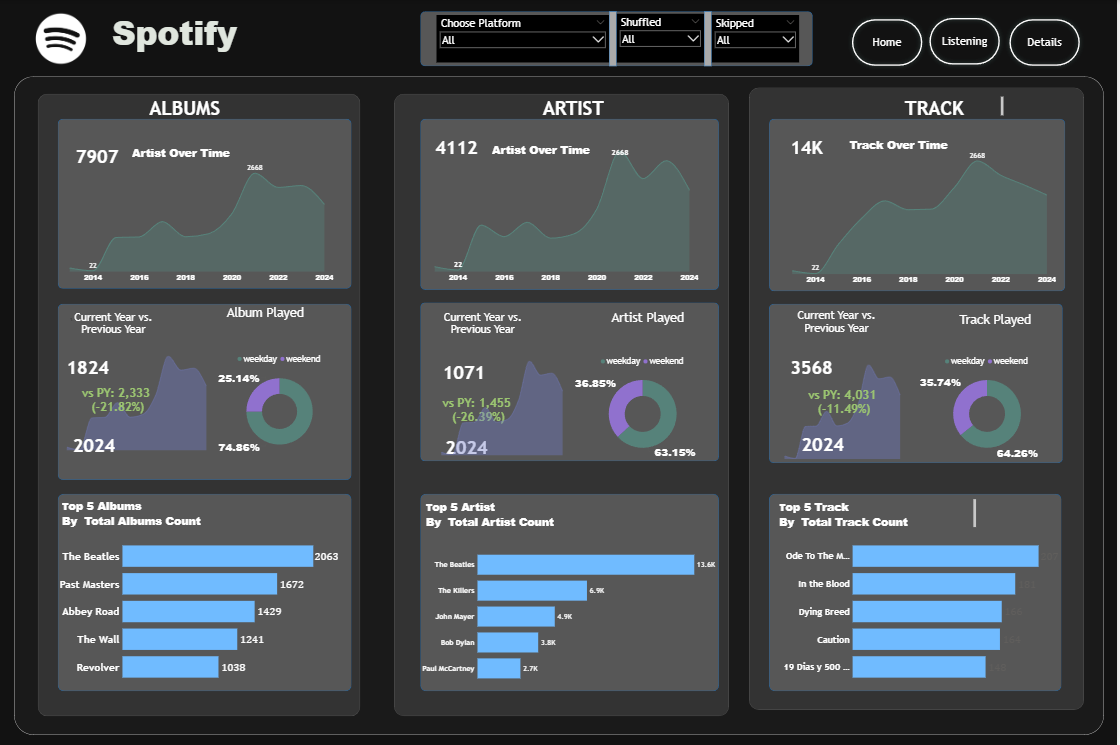 Spotify
Choose Platform
All
Shuffled
All
Skipped
All
Home
Listening
Details
ALBUMS
7907
Artist Over Time
2668
22
2014 2016 2018 2020 2022 2024
Current Year vs.
Previous Year
1824
vs PY: 2,333
(-21.82%)
2024
Album Played
weekday weekend
25.14%
74.86%
Top 5 Albums
By Total Albums Count
The Beatles 2063
Past Masters 1672
Abbey Road 1429
The Wall 1241
Revolver 1038
ARTIST
4112
Artist Over Time
2668
22
2014 2016 2018 2020 2022 2024
Current Year vs.
Previous Year
1071
vs PY: 1,455
(-26.39%)
2024
Artist Played
weekday weekend
36.85%
63.15%
Top 5 Artist
By Total Artist Count
The Beatles 13.6K
The Killers 6.9K
John Mayer 4.9K
Bob Dylan 3.8K
Paul McCartney 2.7K
TRACK
14K
Track Over Time
2668
22
2014 2016 2018 2020 2022 2024
Current Year vs.
Previous Year
3568
vs PY: 4,031
(-11.49%)
2024
Track Played
weekday weekend
35.74%
64.26%
Top 5 Track
By Total Track Count
Ode To The M...
In the Blood
Dying Breed
Caution
19 Dias y 500 ...